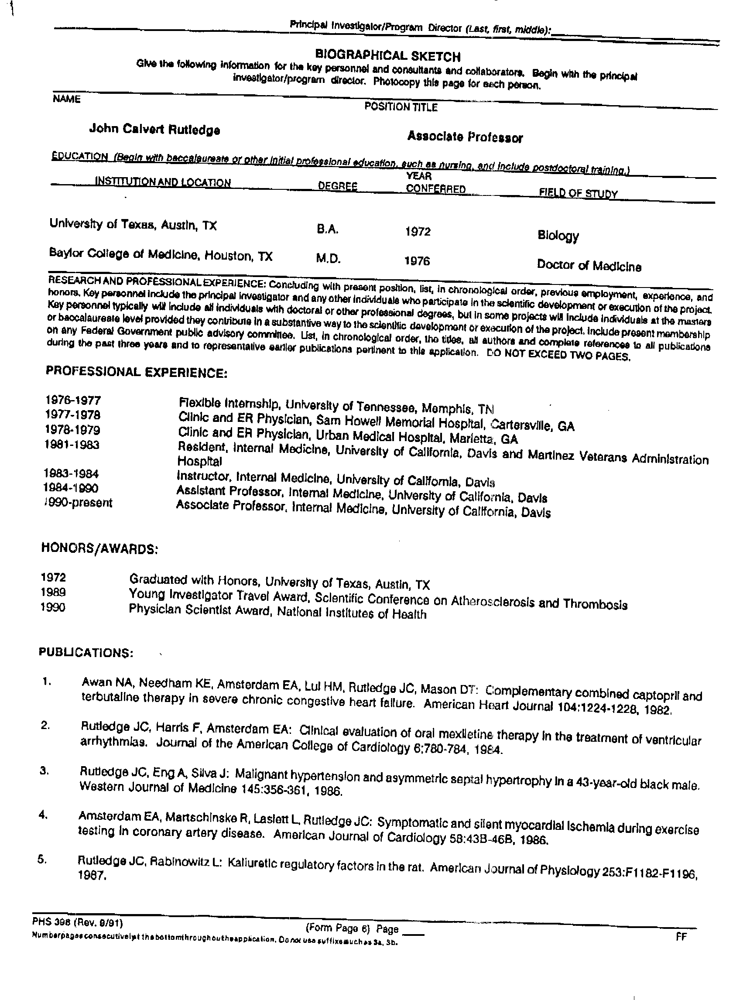 Principal Investigator/Program Director (Last, first, middle):
BIOGRAPHICAL SKETCH
Give the following information for the key personnel and consultants and collaborators. Begin with the principal
investigator/program director. Photocopy this page for each person.
NAME
POSITION TITLE
John Calvert Rutledge
Associate Professor
EDUCATION (Begin with baccalaureate or other initial professional education, such as nursing, and include postdoctoral training.)
INSTITUTION AND LOCATION DEGREE YEAR CONFERRED FIELD OF STUDY
University of Texas, Austin, TX B.A. 1972 Biology
Baylor College of Medicine, Houston, TX M.D. 1976 Doctor of Medicine
RESEARCH AND PROFESSIONAL EXPERIENCE: Concluding with present position, list, in chronological order, previous employment, experience, and
honors. Key personnel include the principal investigator and any other individuals who participate in the scientific development or execution of the project.
Key personnel typically will include all individuals with doctoral or other professional degrees, but in some projects will include individuals at the masters
or baccalaureate level provided they contribute in a substantive way to the scientific development or execution of the project. Include present membership
on any Federal Government public advisory committee. List, in chronological order, the titles, all authors and complete references to all publications
during the past three years and to representative earlier publications pertinent to this application. DO NOT EXCEED TWO PAGES.
PROFESSIONAL EXPERIENCE:
1976-1977 Flexible Internship, University of Tennessee, Memphis, TN
1977-1978 Clinic and ER Physician, Sam Howell Memorial Hospital, Cartersville, GA
1978-1979 Clinic and ER Physician, Urban Medical Hospital, Marietta, GA
1981-1983 Resident, Internal Medicine, University of California, Davis and Martinez Veterans Administration
Hospital
1983-1984 Instructor, Internal Medicine, University of California, Davis
1984-1990 Assistant Professor, Internal Medicine, University of California, Davis
1990-present Associate Professor, Internal Medicine, University of California, Davis
HONORS/AWARDS:
1972 Graduated with Honors, University of Texas, Austin, TX
1989 Young Investigator Travel Award, Scientific Conference on Atherosclerosis and Thrombosis
1990 Physician Scientist Award, National Institutes of Health
PUBLICATIONS:
1. Awan NA, Needham KE, Amsterdam EA, Lui HM, Rutledge JC, Mason DT: Complementary combined captopril and
terbutaline therapy in severe chronic congestive heart failure. American Heart Journal 104:1224-1228, 1982.
2. Rutledge JC, Harris F, Amsterdam EA: Clinical evaluation of oral mexiletine therapy in the treatment of ventricular
arrhythmias. Journal of the American College of Cardiology 6:780-784, 1984.
3. Rutledge JC, Eng A, Silva J: Malignant hypertension and asymmetric septal hypertrophy in a 43-year-old black male.
Western Journal of Medicine 145:356-361, 1986.
4. Amsterdam EA, Martschinske R, Laslett L, Rutledge JC: Symptomatic and silent myocardial ischemia during exercise
testing in coronary artery disease. American Journal of Cardiology 58:43B-46B, 1986.
5. Rutledge JC, Rabinowitz L: Kaliuretic regulatory factors in the rat. American Journal of Physiology 253:F1182-F1196,
1987.
PHS 398 (Rev. 9/91) (Form Page 6) Page FF
Number pages consecutively at the bottom throughout the application. Do not use suffixes such as 3a, 3b.